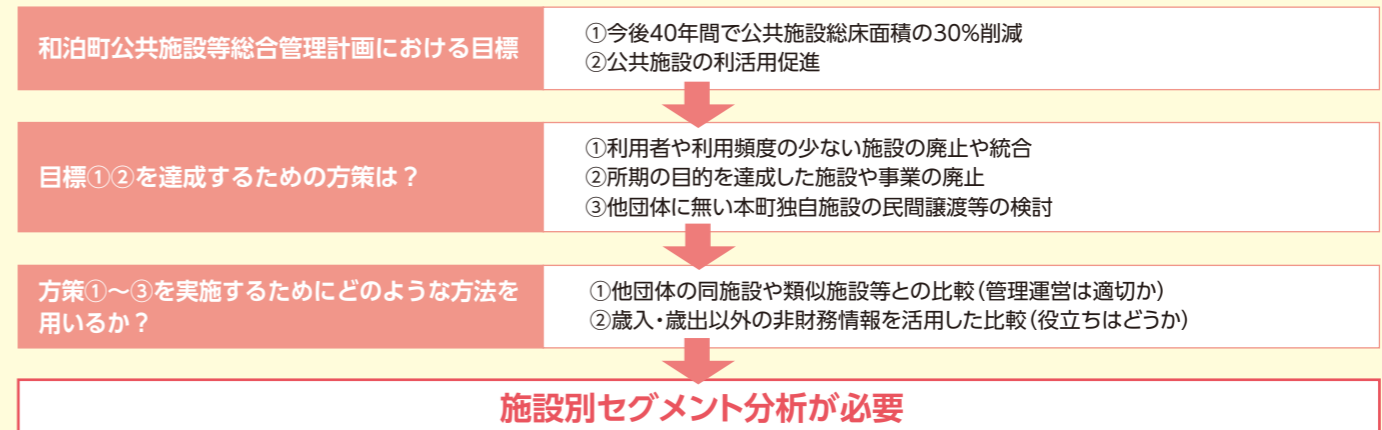 和泊町公共施設等総合管理計画における目標
①今後40年間で公共施設総床面積の30%削減
②公共施設の利活用促進
目標①②を達成するための方策は？
①利用者や利用頻度の少ない施設の廃止や統合
②所期の目的を達成した施設や事業の廃止
③他団体に無い本町独自施設の民間譲渡等の検討
方策①～③を実施するためにどのような方法を
用いるか？
①他団体の同施設や類似施設等との比較（管理運営は適切か）
②歳入・歳出以外の非財務情報を活用した比較（役立ちはどうか）
施設別セグメント分析が必要